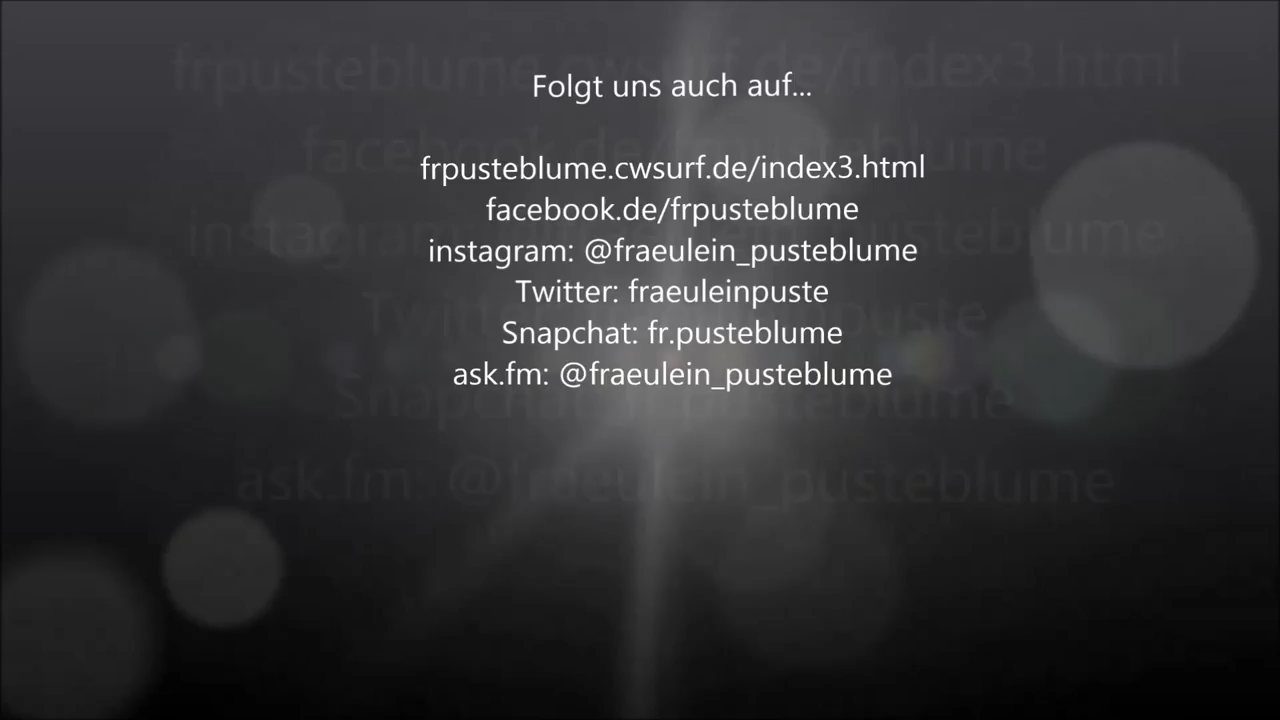 Folgt uns auch auf...
frpusteblume.cwsurf.de/index3.html
facebook.de/frpusteblume
instagram: @fraeulein_pusteblume
Twitter: fraeuleinpuste
Snapchat: fr.pusteblume
ask.fm: @fraeulein_pusteblume